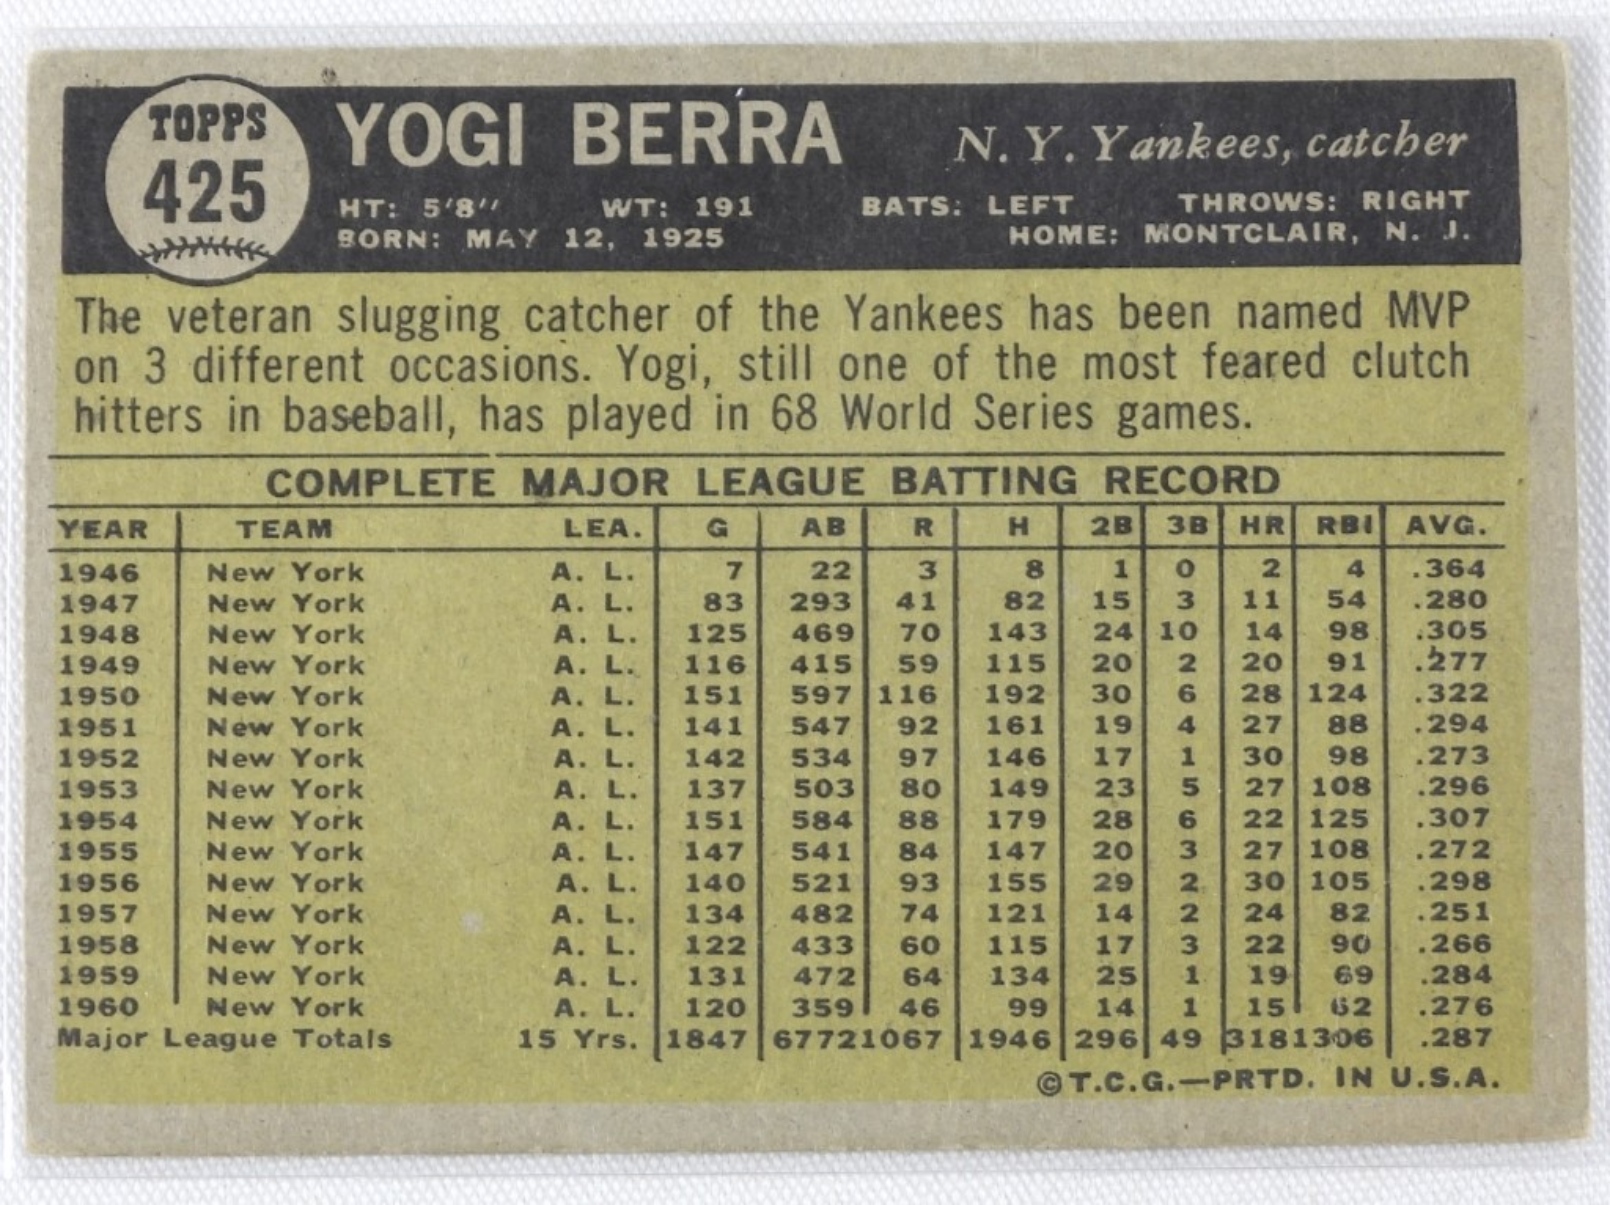 TOPPS
425
YOGI BERRA N. Y. Yankees, catcher
HT: 5'8" WT: 191 BATS: LEFT THROWS: RIGHT
BORN: MAY 12, 1925 HOME: MONTCLAIR, N. J.
The veteran slugging catcher of the Yankees has been named MVP
on 3 different occasions. Yogi, still one of the most feared clutch
hitters in baseball, has played in 68 World Series games.
COMPLETE MAJOR LEAGUE BATTING RECORD
YEAR TEAM LEA. G AB R H 2B 3B HR RBI AVG.
1946 New York A. L. 7 22 3 8 1 0 2 4 .364
1947 New York A. L. 83 293 41 82 15 3 11 54 .280
1948 New York A. L. 125 469 70 143 24 10 14 98 .305
1949 New York A. L. 116 415 59 115 20 2 20 91 .277
1950 New York A. L. 151 597 116 192 30 6 28 124 .322
1951 New York A. L. 141 547 92 161 19 4 27 88 .294
1952 New York A. L. 142 534 97 146 17 1 30 98 .273
1953 New York A. L. 137 503 80 149 23 5 27 108 .296
1954 New York A. L. 151 584 88 179 28 6 22 125 .307
1955 New York A. L. 147 541 84 147 20 3 27 108 .272
1956 New York A. L. 140 521 93 155 29 2 30 105 .298
1957 New York A. L. 134 482 74 121 14 2 24 82 .251
1958 New York A. L. 122 433 60 115 17 3 22 90 .266
1959 New York A. L. 131 472 64 134 25 1 19 69 .284
1960 New York A. L. 120 359 46 99 14 1 15 62 .276
Major League Totals 15 Yrs. 1847 6772 1067 1946 296 49 318 1306 .287
©T.C.G.—PRTD. IN U.S.A.